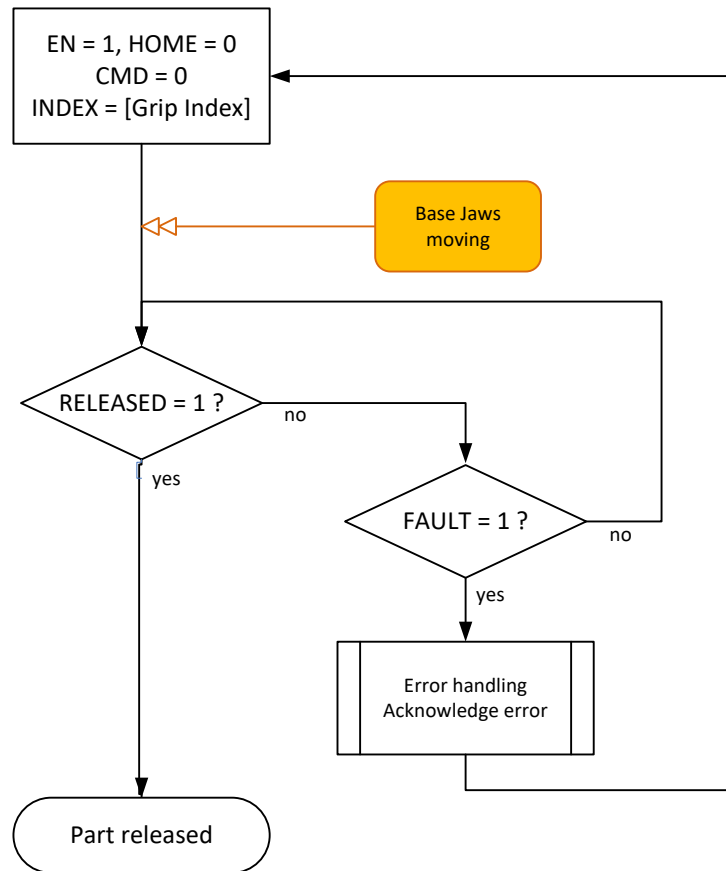 EN = 1, HOME = 0
CMD = 0
INDEX = [Grip Index]
Base Jaws
moving
RELEASED = 1 ?
no
yes
FAULT = 1 ?
no
yes
Error handling
Acknowledge error
Part released